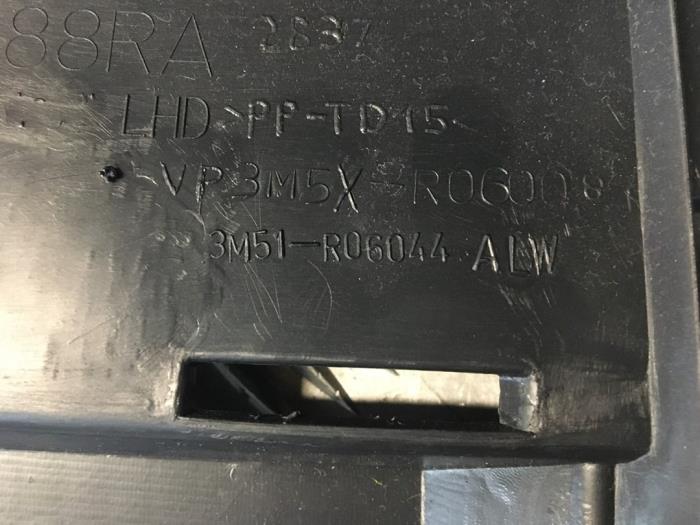 88RA 2837
LHD >PP-TD15<
VP3M5X-R06008
3M51-R06044 ALW